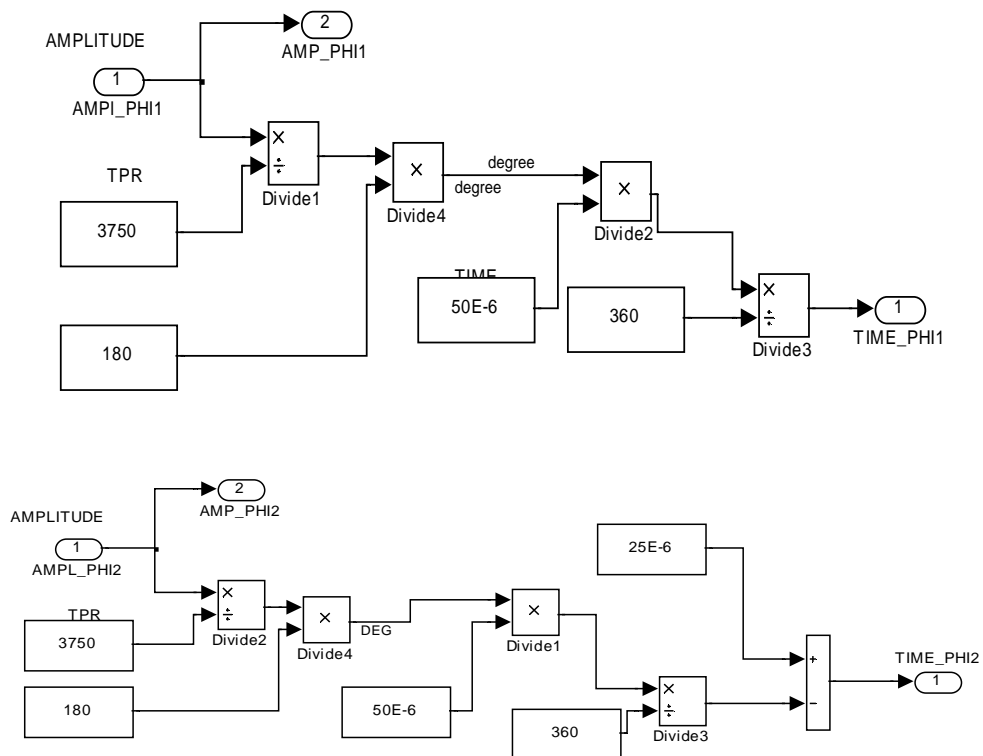 2
AMP_PHI1
AMPLITUDE
1
AMPI_PHI1
×
÷
Divide1
TPR
3750
×
Divide4
degree
degree
×
Divide2
TIME
50E-6
360
×
÷
Divide3
1
TIME_PHI1
180
2
AMP_PHI2
AMPLITUDE
1
AMPL_PHI2
×
÷
Divide2
TPR
3750
×
Divide4
DEG
×
Divide1
25E-6
180
50E-6
360
×
÷
Divide3
+
−
TIME_PHI2
1